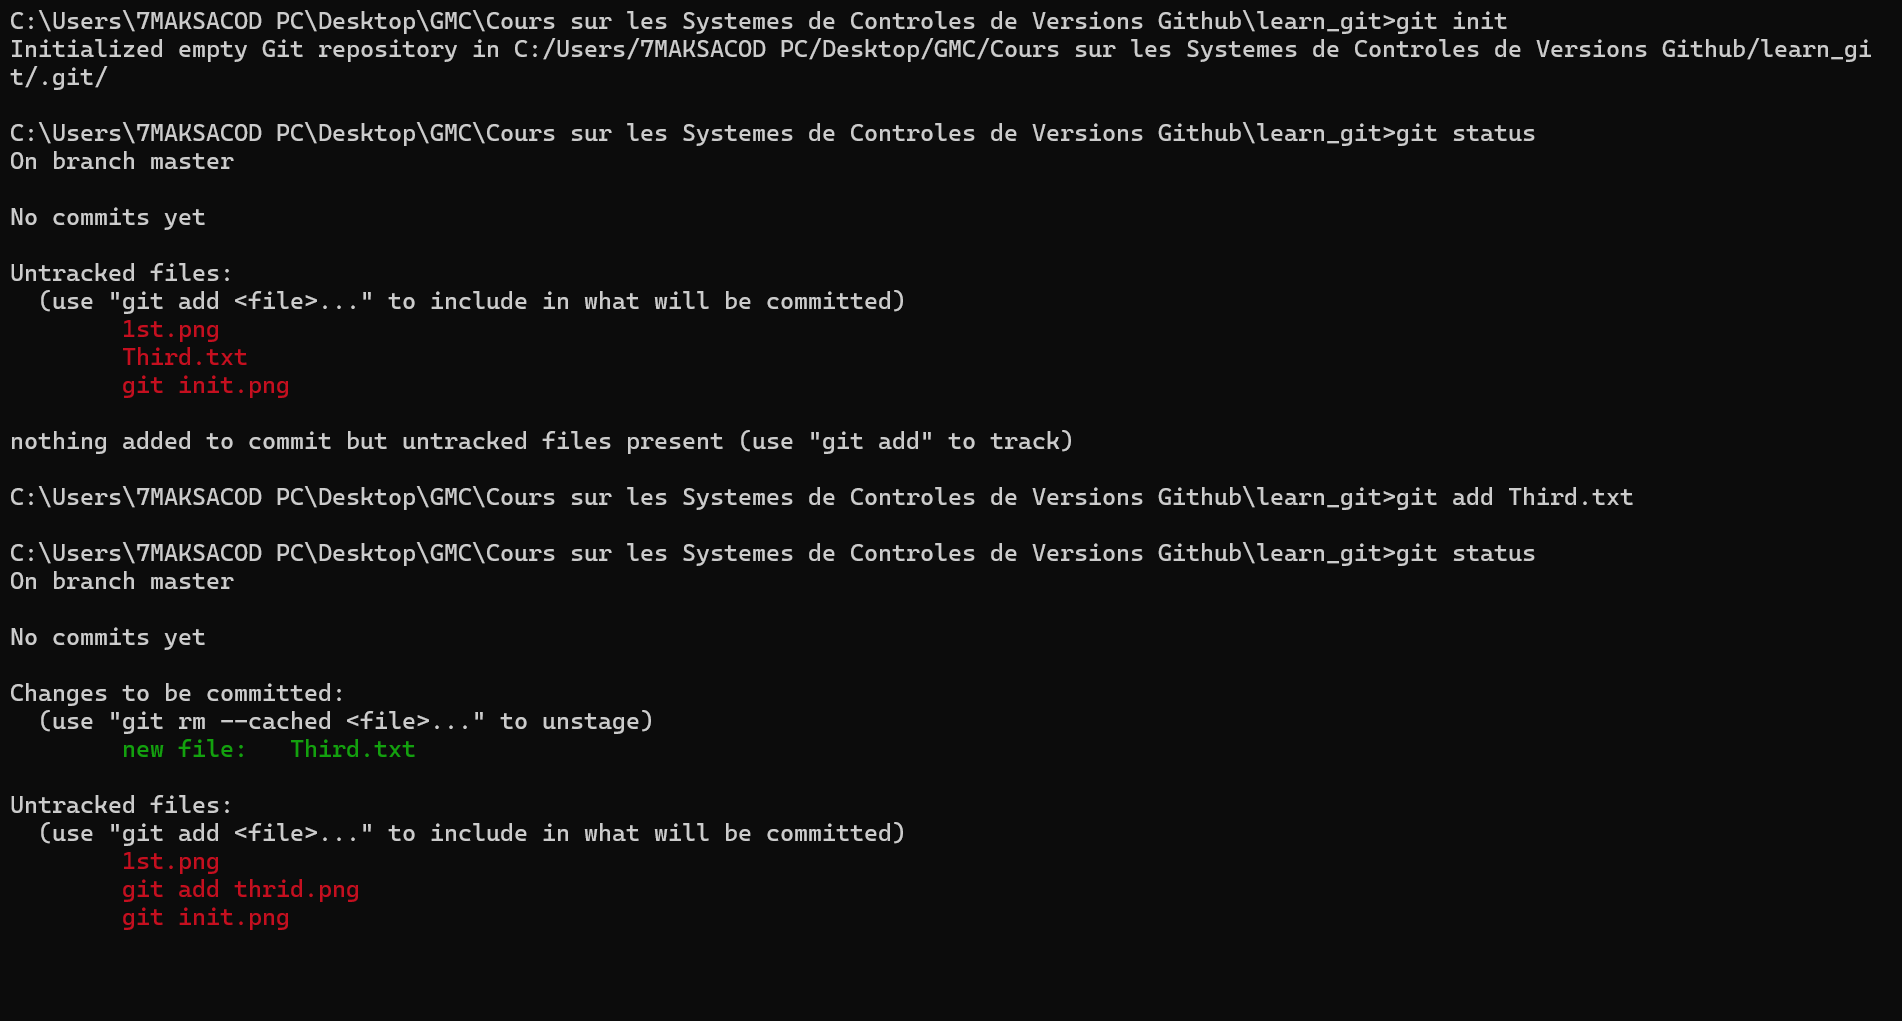 C:\Users\7MAKSACOD PC\Desktop\GMC\Cours sur les Systemes de Controles de Versions Github\learn_git>git init
Initialized empty Git repository in C:/Users/7MAKSACOD PC/Desktop/GMC/Cours sur les Systemes de Controles de Versions Github/learn_gi
t/.git/
C:\Users\7MAKSACOD PC\Desktop\GMC\Cours sur les Systemes de Controles de Versions Github\learn_git>git status
On branch master
No commits yet
Untracked files:
  (use "git add <file>..." to include in what will be committed)
        1st.png
        Third.txt
        git init.png
nothing added to commit but untracked files present (use "git add" to track)
C:\Users\7MAKSACOD PC\Desktop\GMC\Cours sur les Systemes de Controles de Versions Github\learn_git>git add Third.txt
C:\Users\7MAKSACOD PC\Desktop\GMC\Cours sur les Systemes de Controles de Versions Github\learn_git>git status
On branch master
No commits yet
Changes to be committed:
  (use "git rm --cached <file>..." to unstage)
        new file:   Third.txt
Untracked files:
  (use "git add <file>..." to include in what will be committed)
        1st.png
        git add thrid.png
        git init.png